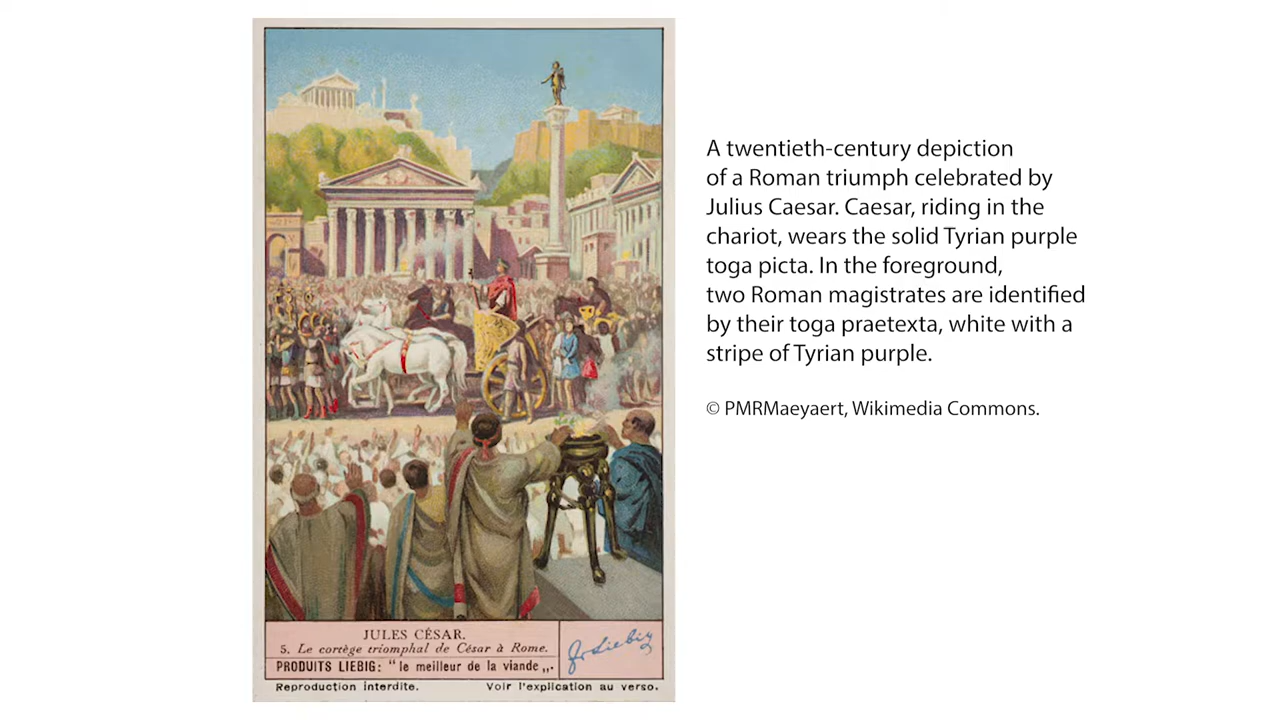 A twentieth-century depiction
of a Roman triumph celebrated by
Julius Caesar. Caesar, riding in the
chariot, wears the solid Tyrian purple
toga picta. In the foreground,
two Roman magistrates are identified
by their toga praetexta, white with a
stripe of Tyrian purple.
© PMRMaeyaert, Wikimedia Commons.
JULES CÉSAR.
5. Le cortège triomphal de César à Rome.
PRODUITS LIEBIG: “le meilleur de la viande„.
JvLiebig
Reproduction interdite.
Voir l'explication au verso.